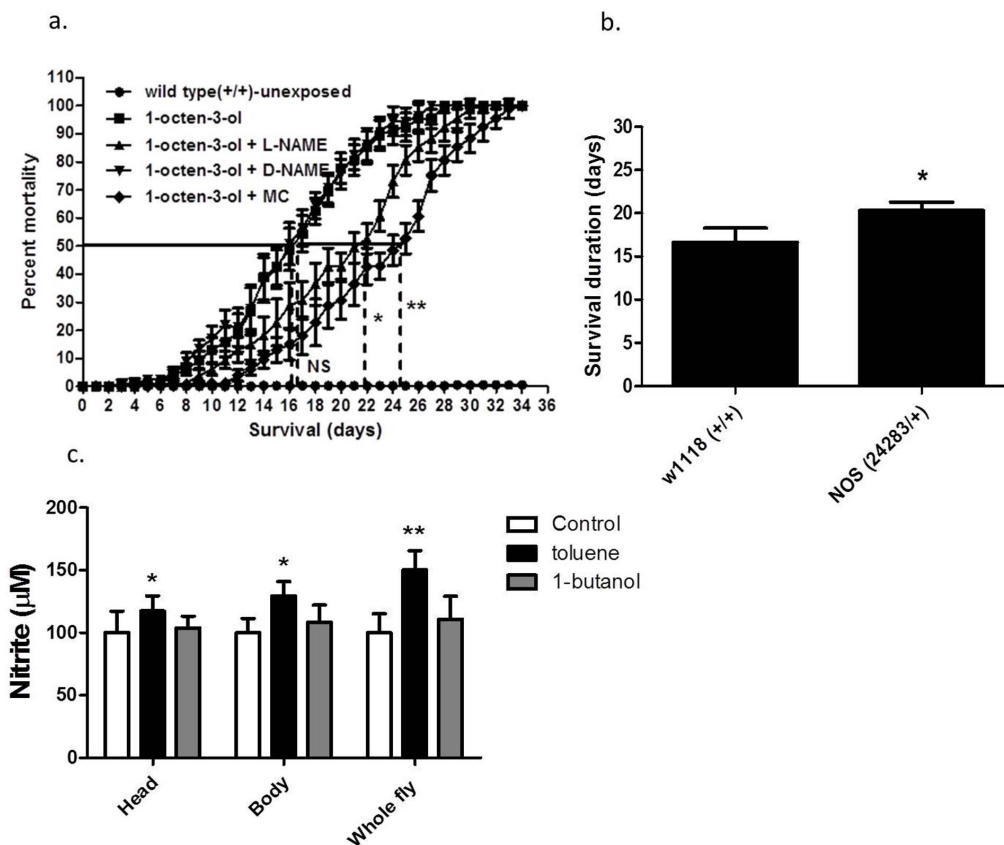 a.
110
100
90
80
70
60
50
40
30
20
10
0
Percent mortality
wild type(+/+)-unexposed
1-octen-3-ol
1-octen-3-ol + L-NAME
1-octen-3-ol + D-NAME
1-octen-3-ol + MC
NS
*
**
0 2 4 6 8 10 12 14 16 18 20 22 24 26 28 30 32 34 36
Survival (days)
b.
30
25
20
15
10
5
0
Survival duration (days)
*
w1118 (+/+)
NOS (24283/+)
c.
200
150
100
50
0
Nitrite (µM)
* * **
Head
Body
Whole fly
Control
toluene
1-butanol